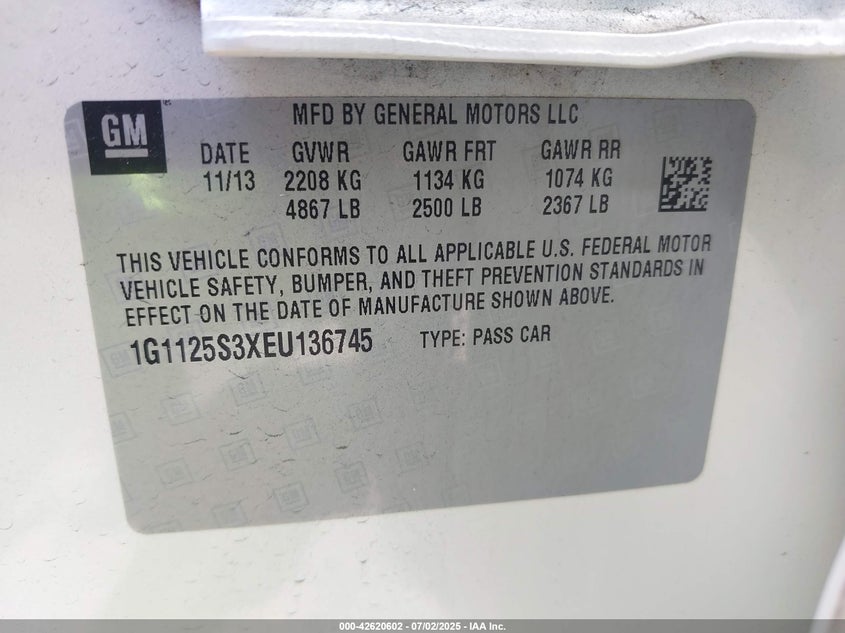 GM
MFD BY GENERAL MOTORS LLC
DATE GVWR GAWR FRT GAWR RR
11/13 2208 KG 1134 KG 1074 KG
4867 LB 2500 LB 2367 LB
THIS VEHICLE CONFORMS TO ALL APPLICABLE U.S. FEDERAL MOTOR
VEHICLE SAFETY, BUMPER, AND THEFT PREVENTION STANDARDS IN
EFFECT ON THE DATE OF MANUFACTURE SHOWN ABOVE.
1G1125S3XEU136745 TYPE: PASS CAR
000-42620602 - 07/02/2025 - IAA Inc.